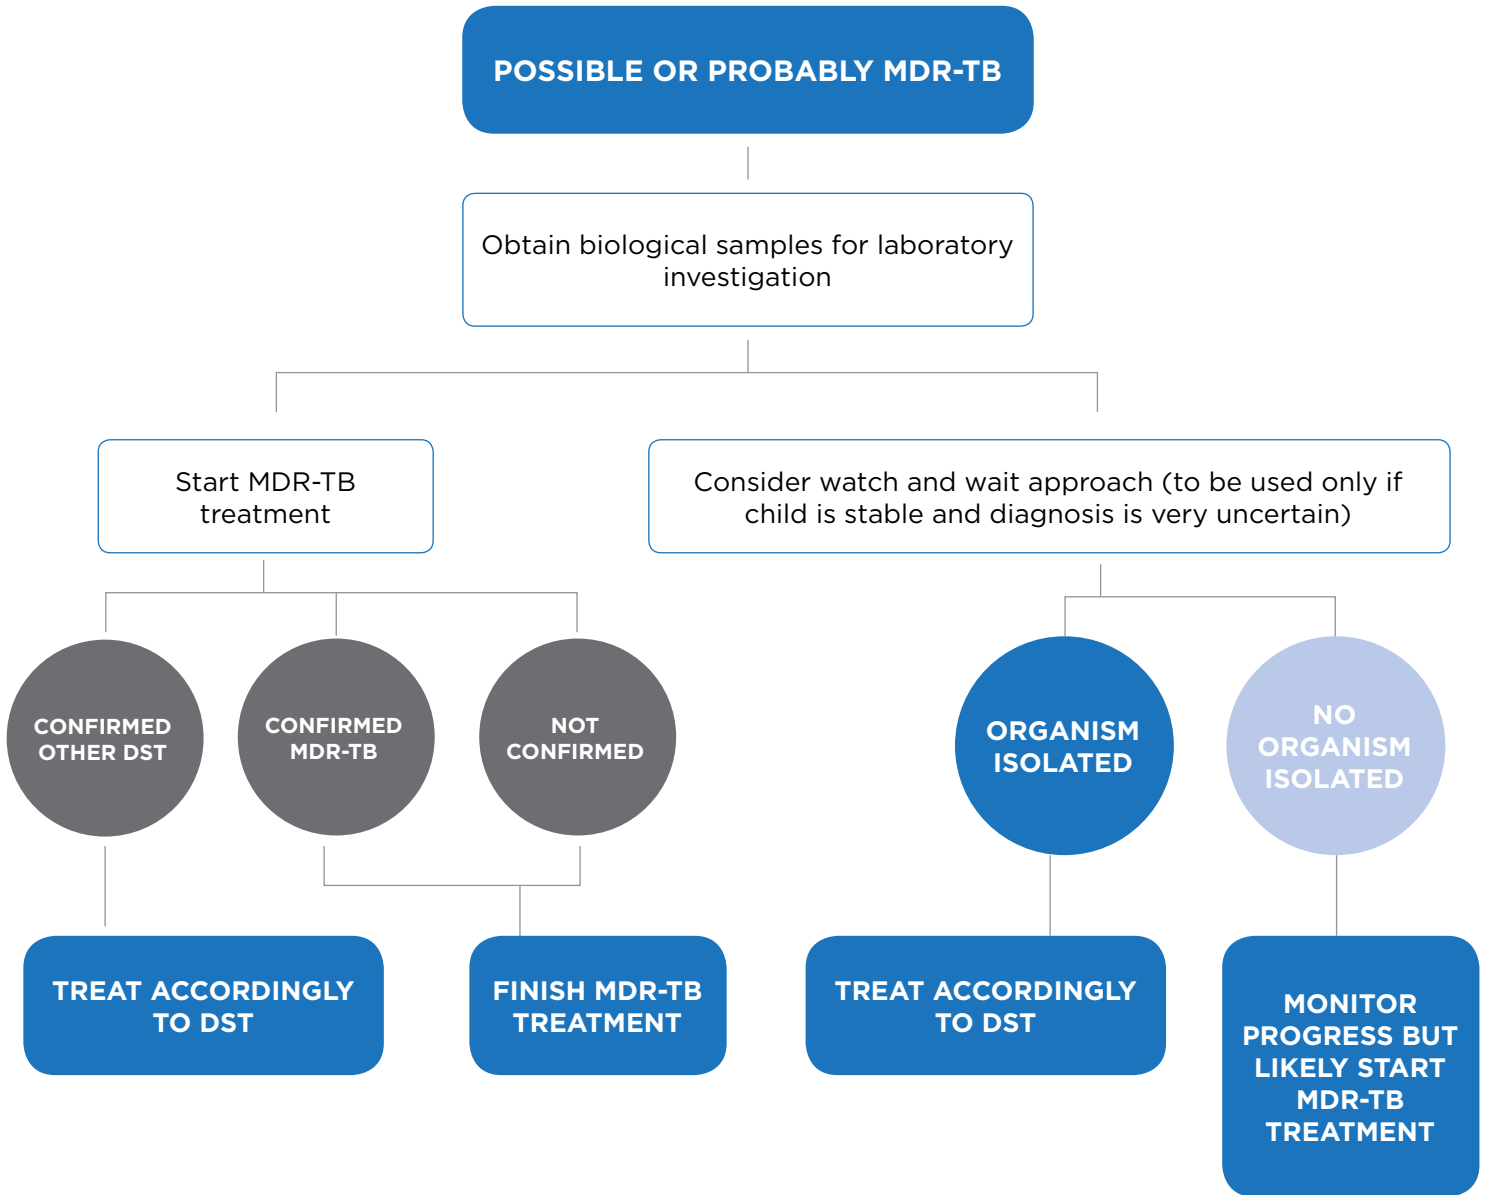 POSSIBLE OR PROBABLY MDR-TB
Obtain biological samples for laboratory
investigation
Start MDR-TB
treatment
Consider watch and wait approach (to be used only if
child is stable and diagnosis is very uncertain)
CONFIRMED
OTHER DST
CONFIRMED
MDR-TB
NOT
CONFIRMED
ORGANISM
ISOLATED
NO
ORGANISM
ISOLATED
TREAT ACCORDINGLY
TO DST
FINISH MDR-TB
TREATMENT
TREAT ACCORDINGLY
TO DST
MONITOR
PROGRESS BUT
LIKELY START
MDR-TB
TREATMENT